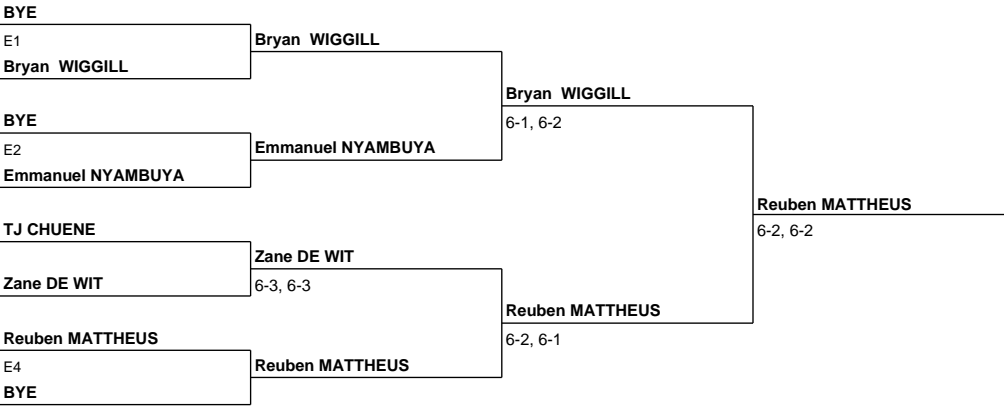 BYE
E1
Bryan WIGGILL
BYE
E2
Emmanuel NYAMBUYA
TJ CHUENE
Zane DE WIT
Reuben MATTHEUS
E4
BYE
Bryan WIGGILL
Emmanuel NYAMBUYA
Zane DE WIT
6-3, 6-3
Reuben MATTHEUS
Bryan WIGGILL
6-1, 6-2
Reuben MATTHEUS
6-2, 6-1
Reuben MATTHEUS
6-2, 6-2